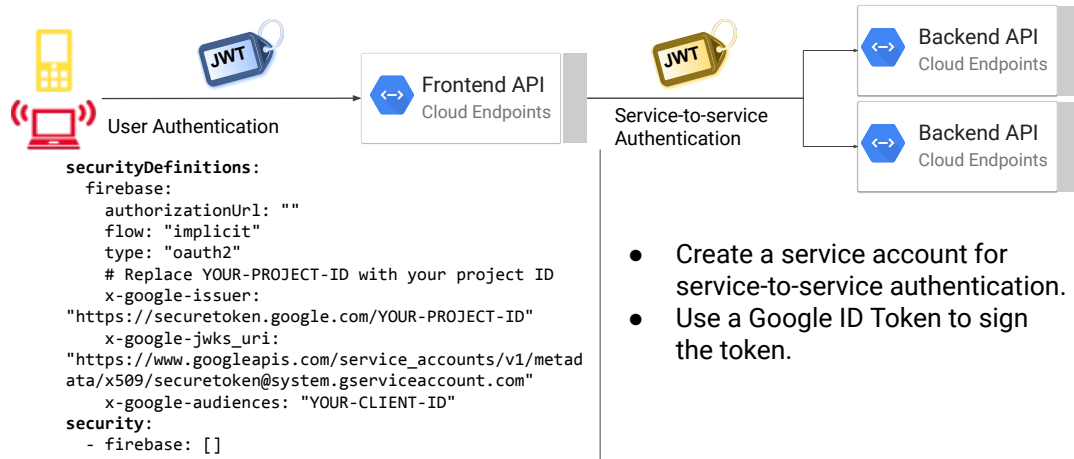 JWT
User Authentication
Frontend API
Cloud Endpoints
JWT
Service-to-service
Authentication
Backend API
Cloud Endpoints
Backend API
Cloud Endpoints
securityDefinitions:
  firebase:
    authorizationUrl: ""
    flow: "implicit"
    type: "oauth2"
    # Replace YOUR-PROJECT-ID with your project ID
    x-google-issuer:
"https://securetoken.google.com/YOUR-PROJECT-ID"
    x-google-jwks_uri:
"https://www.googleapis.com/service_accounts/v1/metad
ata/x509/securetoken@system.gserviceaccount.com"
    x-google-audiences: "YOUR-CLIENT-ID"
security:
  - firebase: []
● Create a service account for
service-to-service authentication.
● Use a Google ID Token to sign
the token.